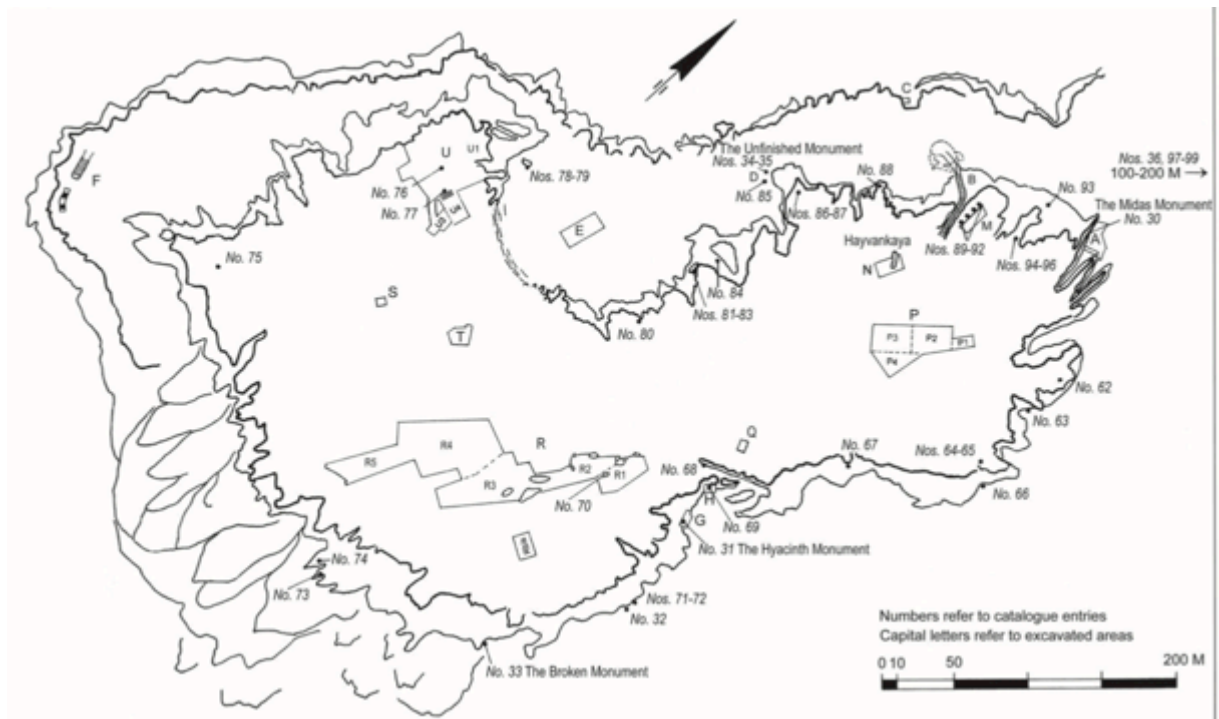 C
The Unfinished Monument
Nos. 34-35
D
No. 85
U
U1
F
No. 76
No. 77
U3
U4
Nos. 78-79
No. 88
B
Nos. 36, 97-99
100-200 M
No. 93
The Midas Monument
No. 30
A
Nos. 86-87
M
E
Hayvankaya
Nos. 89-92
Nos. 94-96
N
No. 75
S
No. 84
Nos. 81-83
No. 80
T
P
P3
P2
P1
P4
No. 62
No. 63
R
R4
R5
R2
R1
R3
Q
No. 67
Nos. 64-65
No. 68
No. 66
No. 70
H
No. 69
G
No. 31 The Hyacinth Monument
No. 74
No. 73
Nos. 71-72
No. 32
No. 33 The Broken Monument
Numbers refer to catalogue entries
Capital letters refer to excavated areas
0 10 50 200 M